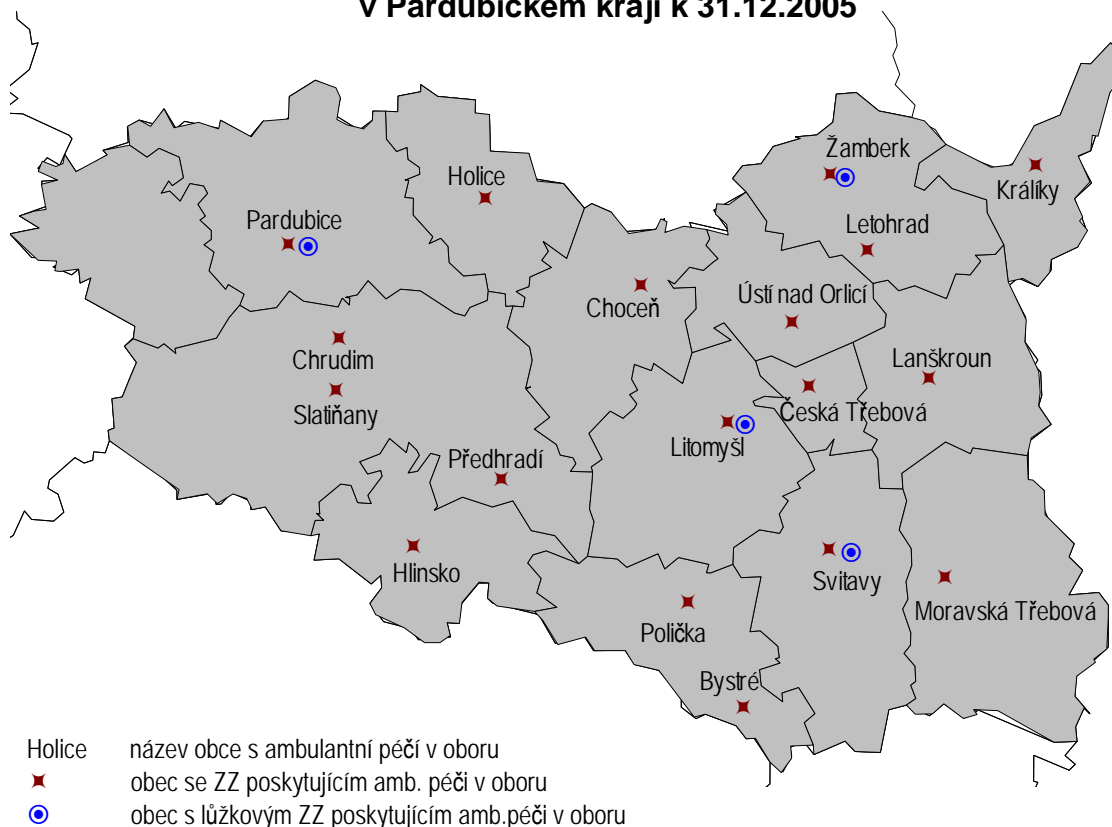 v Pardubickém kraji k 31.12.2005
Žamberk
Holice
Králíky
Pardubice
Letohrad
Ústí nad Orlicí
Choceň
Chrudim
Lanškroun
Slatiňany
Česká Třebová
Litomyšl
Předhradí
Hlinsko
Svitavy
Moravská Třebová
Polička
Bystré
Holice název obce s ambulantní péčí v oboru
obec se ZZ poskytujícím amb. péči v oboru
obec s lůžkovým ZZ poskytujícím amb.péči v oboru